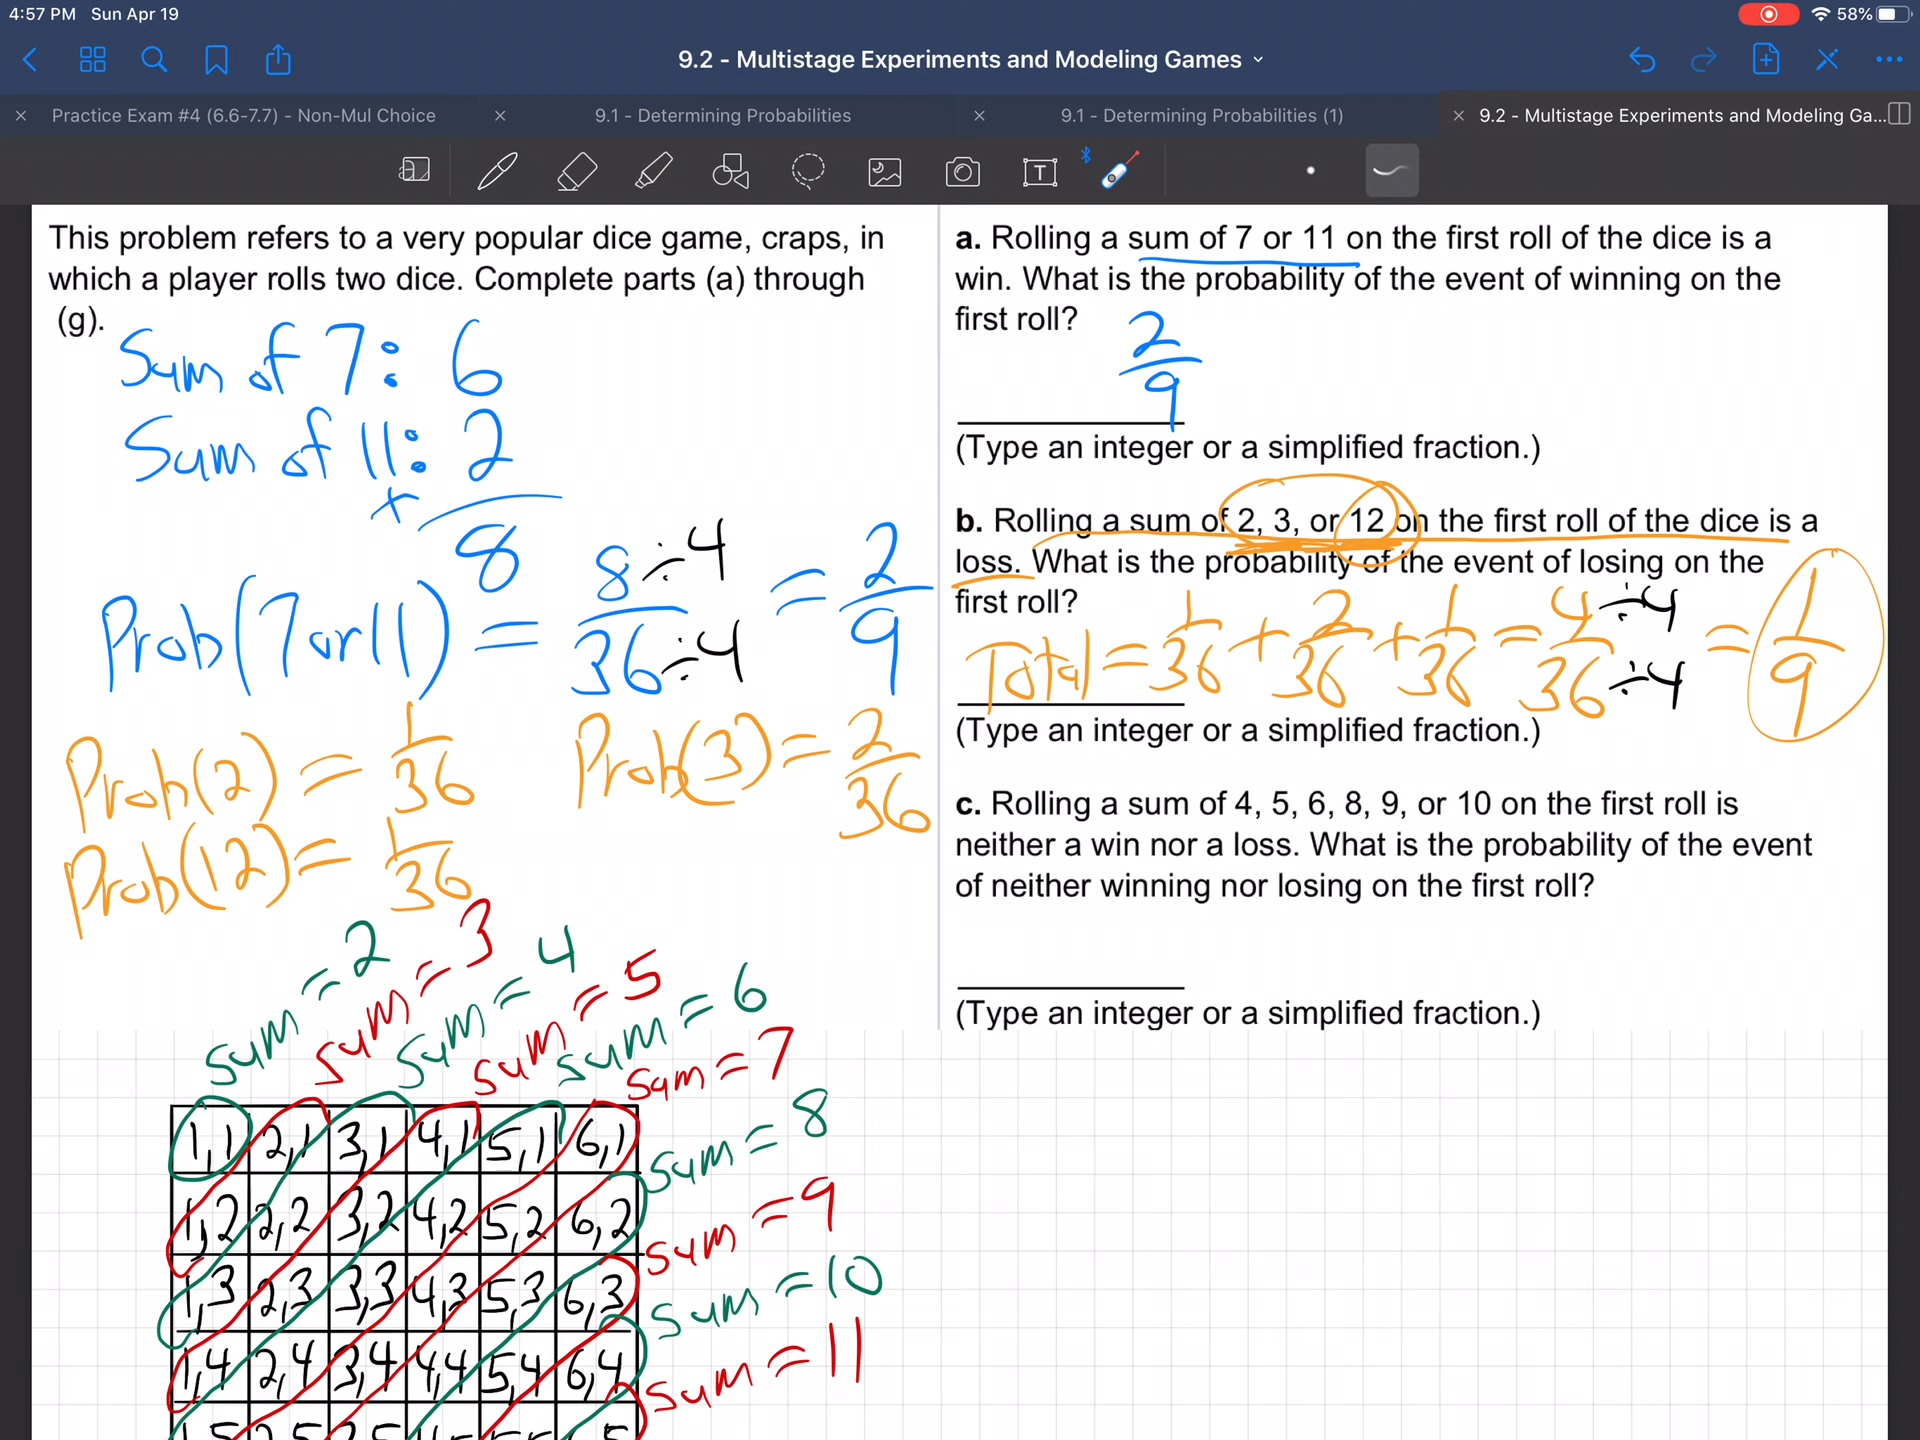 4:57 PM Sun Apr 19
58%
9.2 - Multistage Experiments and Modeling Games
Practice Exam #4 (6.6-7.7) - Non-Mul Choice
9.1 - Determining Probabilities
9.1 - Determining Probabilities (1)
9.2 - Multistage Experiments and Modeling Ga...
T
This problem refers to a very popular dice game, craps, in
which a player rolls two dice. Complete parts (a) through
(g).
Sum of 7: 6
Sum of 11: 2
+
8
Prob(7 or 11) = 8÷4/36÷4 = 2/9
Prob(2) = 1/36 Prob(3) = 2/36
Prob(12) = 1/36
a. Rolling a sum of 7 or 11 on the first roll of the dice is a
win. What is the probability of the event of winning on the
first roll?
2/9
(Type an integer or a simplified fraction.)
b. Rolling a sum of 2, 3, or 12 on the first roll of the dice is a
loss. What is the probability of the event of losing on the
first roll?
Total = 1/36 + 2/36 + 1/36 = 4÷4/36÷4 = 1/9
(Type an integer or a simplified fraction.)
c. Rolling a sum of 4, 5, 6, 8, 9, or 10 on the first roll is
neither a win nor a loss. What is the probability of the event
of neither winning nor losing on the first roll?
(Type an integer or a simplified fraction.)
sum = 2
sum = 3
sum = 4
sum = 5
sum = 6
sum = 7
sum = 8
sum = 9
sum = 10
sum = 11
1,1 2,1 3,1 4,1 5,1 6,1
1,2 2,2 3,2 4,2 5,2 6,2
1,3 2,3 3,3 4,3 5,3 6,3
1,4 2,4 3,4 4,4 5,4 6,4